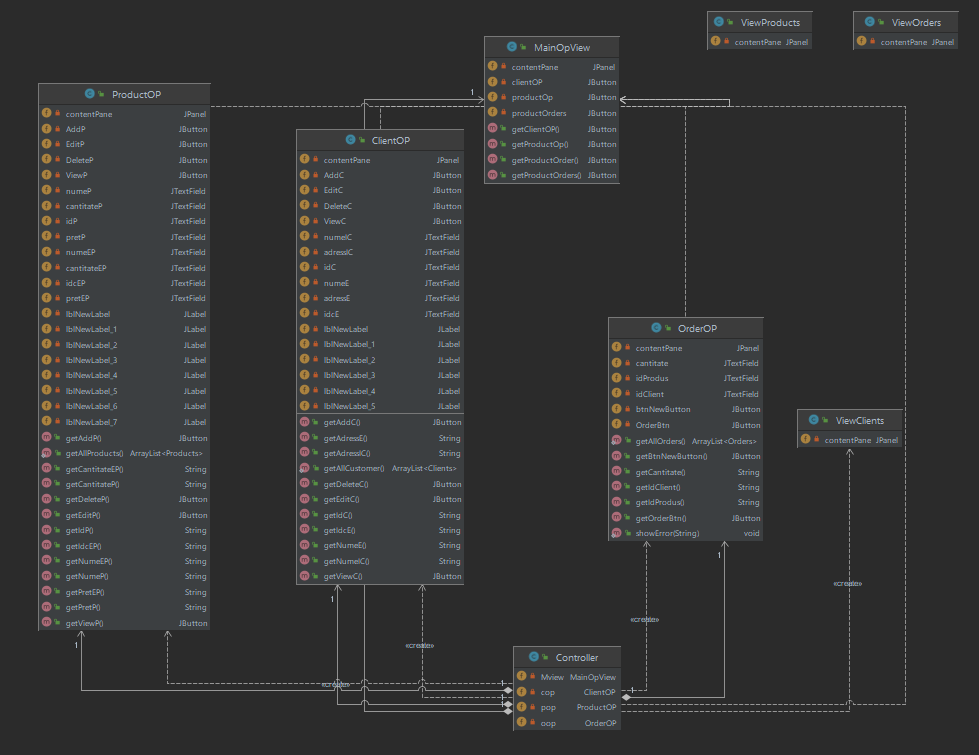 ViewProducts
contentPane JPanel
ViewOrders
contentPane JPanel
MainOpView
contentPane JPanel
clientOP JButton
productOp JButton
productOrders JButton
getClientOP() JButton
getProductOp() JButton
getProductOrder() JButton
getProductOrders() JButton
1
ProductOP
contentPane JPanel
AddP JButton
EditP JButton
DeleteP JButton
ViewP JButton
numeP JTextField
cantitateP JTextField
idP JTextField
pretP JTextField
numeEP JTextField
cantitateEP JTextField
idcEP JTextField
pretEP JTextField
lblNewLabel JLabel
lblNewLabel_1 JLabel
lblNewLabel_2 JLabel
lblNewLabel_3 JLabel
lblNewLabel_4 JLabel
lblNewLabel_5 JLabel
lblNewLabel_6 JLabel
lblNewLabel_7 JLabel
getAddP() JButton
getAllProducts() ArrayList<Products>
getCantitateEP() String
getCantitateP() String
getDeleteP() JButton
getEditP() JButton
getIdP() String
getIdcEP() String
getNumeEP() String
getNumeP() String
getPretEP() String
getPretP() String
getViewP() JButton
1
ClientOP
contentPane JPanel
AddC JButton
EditC JButton
DeleteC JButton
ViewC JButton
numeIC JTextField
adressIC JTextField
idC JTextField
numeE JTextField
adressE JTextField
idcE JTextField
lblNewLabel JLabel
lblNewLabel_1 JLabel
lblNewLabel_2 JLabel
lblNewLabel_3 JLabel
lblNewLabel_4 JLabel
lblNewLabel_5 JLabel
getAddC() JButton
getAdressE() String
getAdressIC() String
getAllCustomer() ArrayList<Clients>
getDeleteC() JButton
getEditC() JButton
getIdC() String
getIdcE() String
getNumeE() String
getNumeIC() String
getViewC() JButton
1
OrderOP
contentPane JPanel
cantitate JTextField
idProdus JTextField
idClient JTextField
btnNewButton JButton
OrderBtn JButton
getAllOrders() ArrayList<Orders>
getBtnNewButton() JButton
getCantitate() String
getIdClient() String
getIdProdus() String
getOrderBtn() JButton
showError(String) void
1
ViewClients
contentPane JPanel
«create»
«create»
«create»
«create»
Controller
Mview MainOpView
cop ClientOP
pop ProductOP
oop OrderOP
1
1
1
1